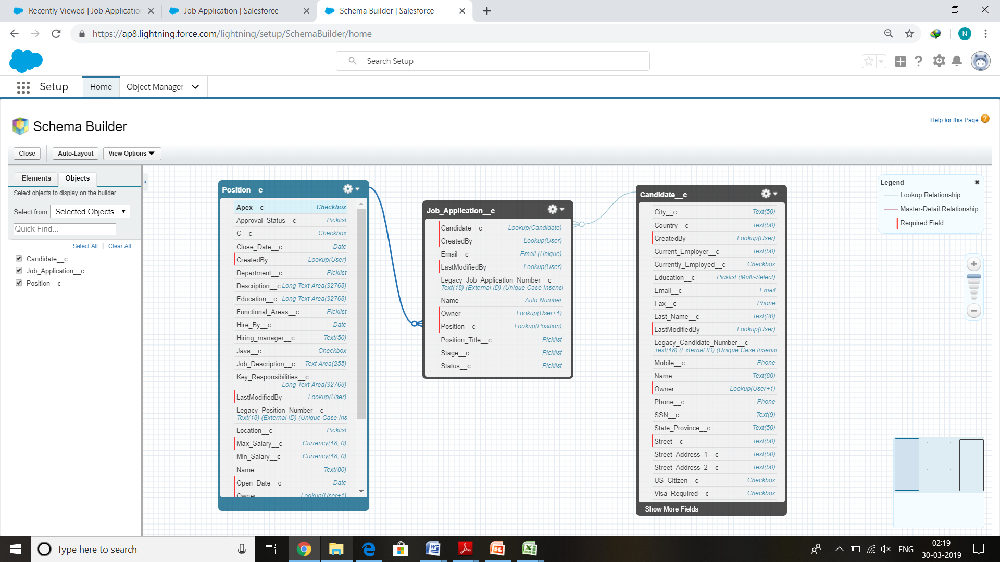 Recently Viewed | Job Application
Job Application | Salesforce
Schema Builder | Salesforce
https://ap8.lightning.force.com/lightning/setup/SchemaBuilder/home
N
Search Setup
Setup
Home
Object Manager
Schema Builder
Help for this Page
Close
Auto-Layout
View Options
Elements
Objects
Select objects to display on the builder.
Select from Selected Objects
Quick Find...
Select All | Clear All
Candidate__c
Job_Application__c
Position__c
Position__c
Apex__c Checkbox
Approval_Status__c Picklist
C__c Checkbox
Close_Date__c Date
CreatedBy Lookup(User)
Department__c Picklist
Description__c Long Text Area(32768)
Education__c Long Text Area(32768)
Functional_Areas__c Picklist
Hire_By__c Date
Hiring_manager__c Text(50)
Java__c Checkbox
Job_Description__c Text Area(255)
Key_Responsibilities__c
Long Text Area(32768)
LastModifiedBy Lookup(User)
Legacy_Position_Number__c
Text(18) (External ID) (Unique Case Ins
Location__c Picklist
Max_Salary__c Currency(18, 0)
Min_Salary__c Currency(18, 0)
Name Text(80)
Open_Date__c Date
Owner Lookup(User+1)
Job_Application__c
Candidate__c Lookup(Candidate)
CreatedBy Lookup(User)
Email__c Email (Unique)
LastModifiedBy Lookup(User)
Legacy_Job_Application_Number__c
Text(18) (External ID) (Unique Case Insensi
Name Auto Number
Owner Lookup(User+1)
Position__c Lookup(Position)
Position_Title__c Picklist
Stage__c Picklist
Status__c Picklist
Candidate__c
City__c Text(50)
Country__c Text(50)
CreatedBy Lookup(User)
Current_Employer__c Text(50)
Currently_Employed__c Checkbox
Education__c Picklist (Multi-Select)
Email__c Email
Fax__c Phone
Last_Name__c Text(30)
LastModifiedBy Lookup(User)
Legacy_Candidate_Number__c
Text(18) (External ID) (Unique Case Insensi
Mobile__c Phone
Name Text(80)
Owner Lookup(User+1)
Phone__c Phone
SSN__c Text(9)
State_Province__c Text(50)
Street__c Text(50)
Street_Address_1__c Text(50)
Street_Address_2__c Text(50)
US_Citizen__c Checkbox
Visa_Required__c Checkbox
Show More Fields
Legend
Lookup Relationship
Master-Detail Relationship
Required Field
Type here to search
ENG
02:19
30-03-2019